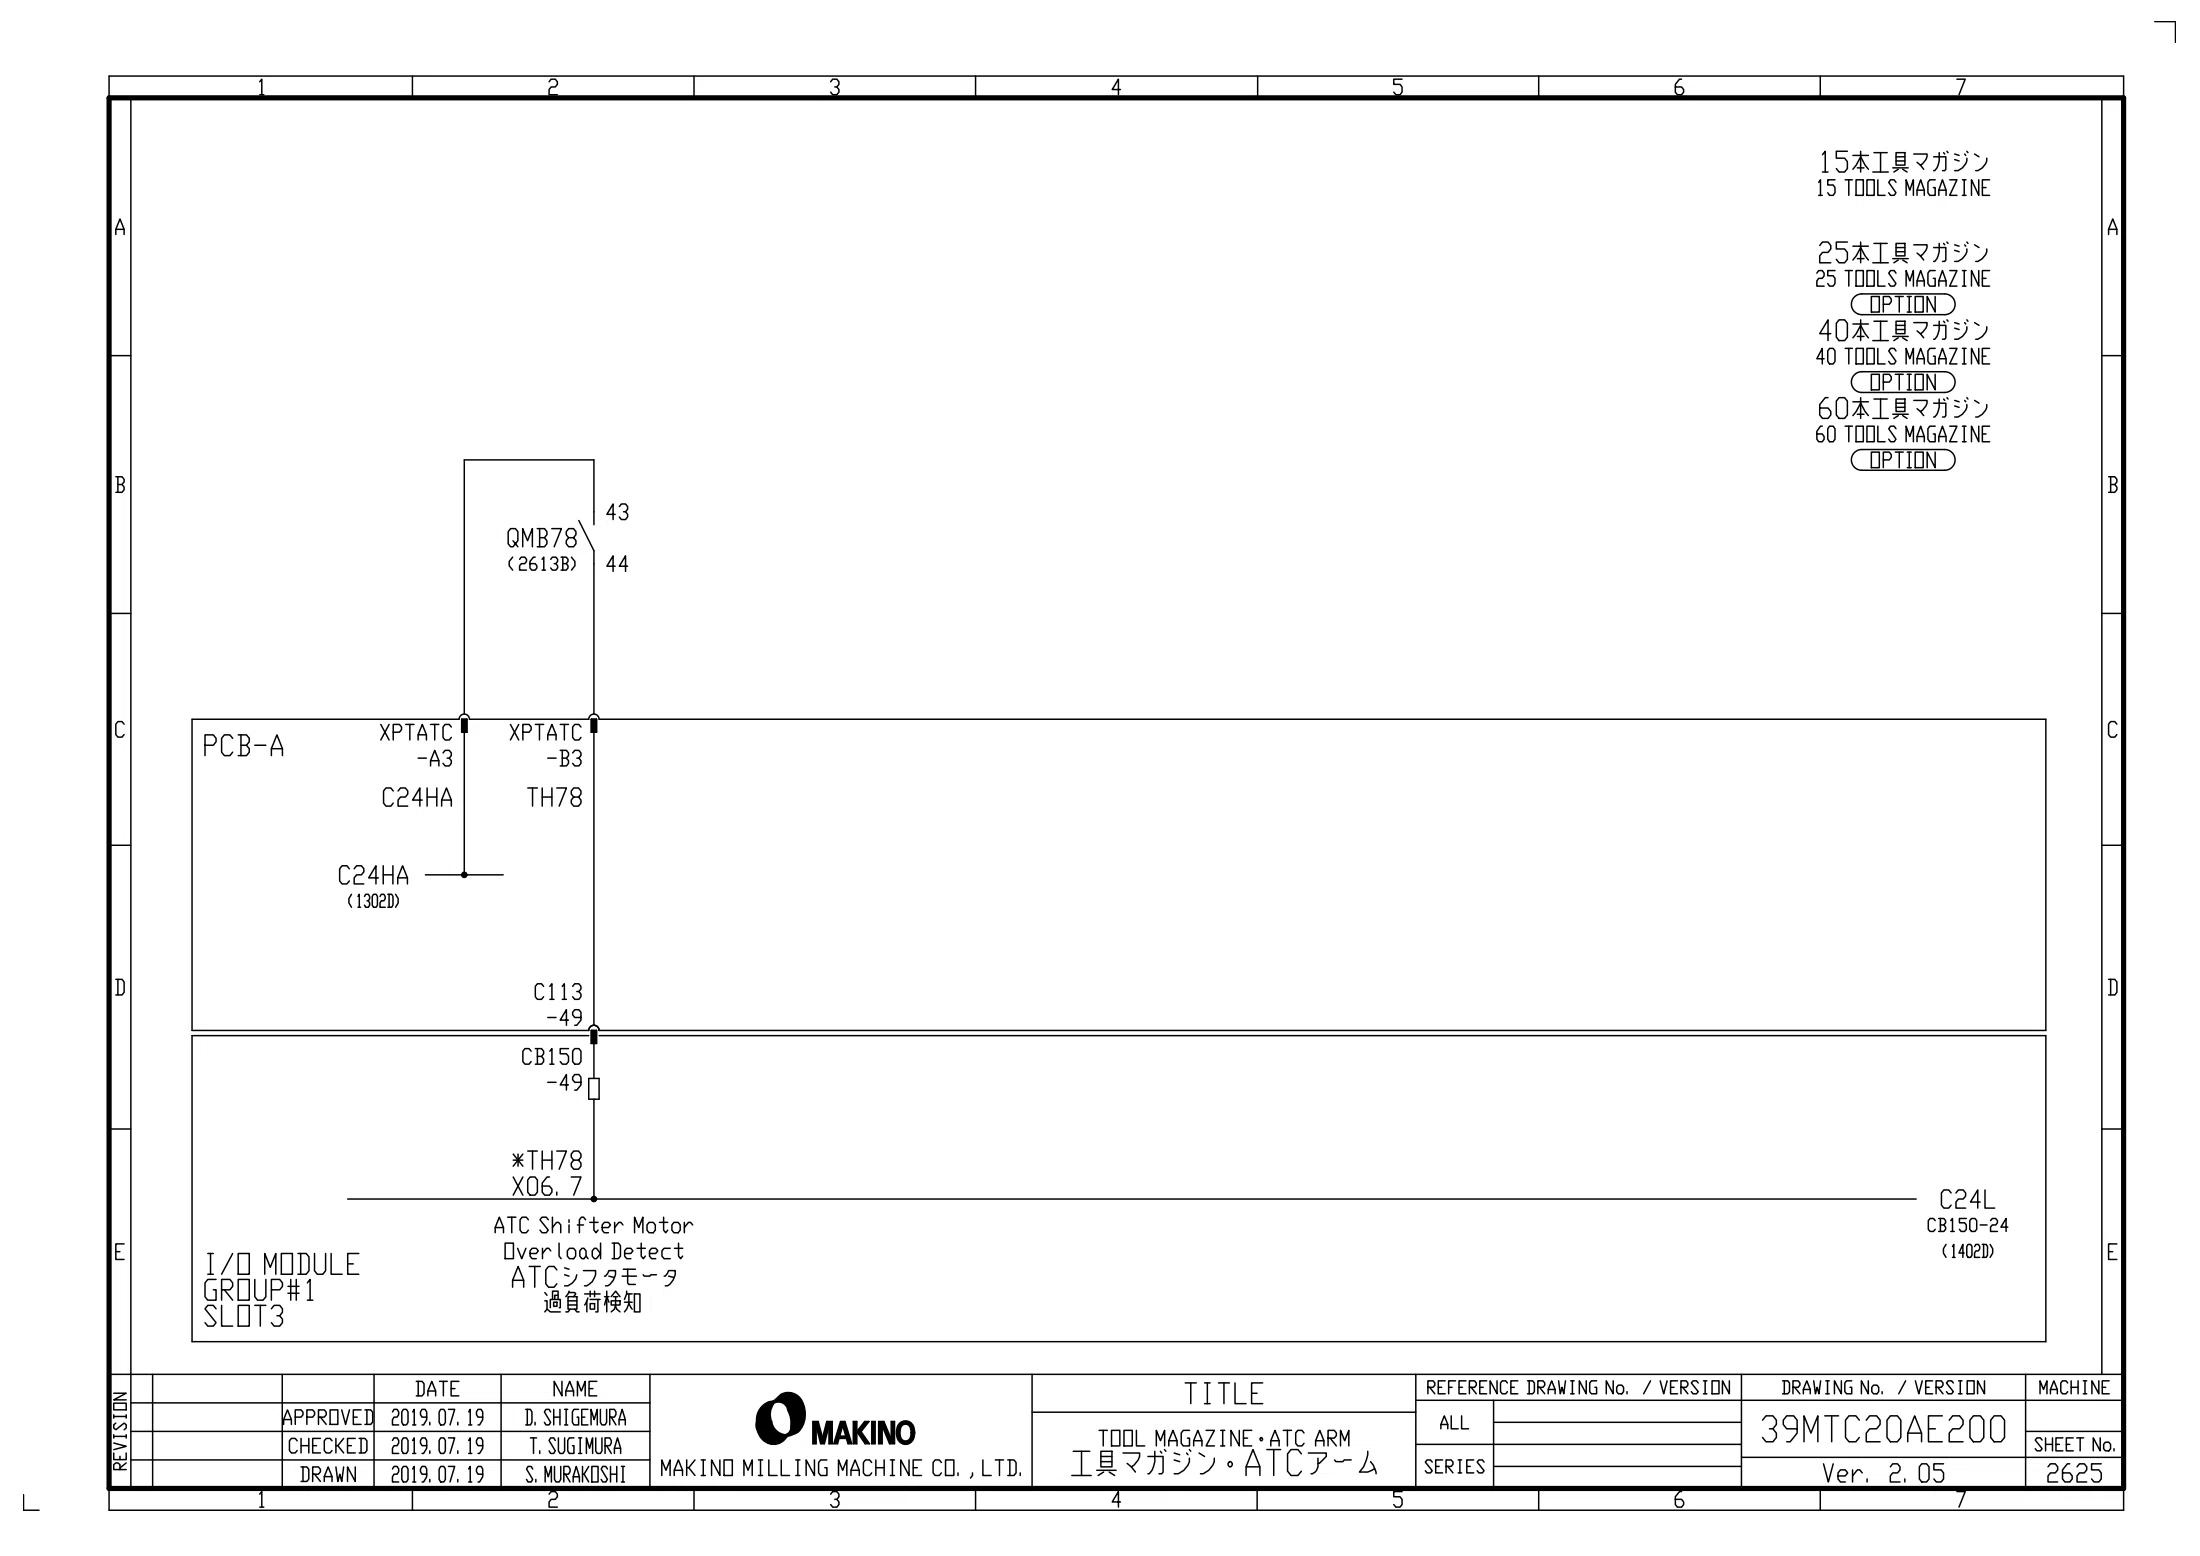 1 2 3 4 5 6 7
15本工具マガジン
15 TOOLS MAGAZINE
A A
25本工具マガジン
25 TOOLS MAGAZINE
OPTION
40本工具マガジン
40 TOOLS MAGAZINE
OPTION
60本工具マガジン
60 TOOLS MAGAZINE
OPTION
B B
43
QMB78
(2613B)
44
C C
PCB-A
XPTATC
-A3
XPTATC
-B3
C24HA
TH78
C24HA
(1302D)
D D
C113
-49
CB150
-49
*TH78
X06.7
C24L
CB150-24
(1402D)
ATC Shifter Motor
Overload Detect
ATCシフタモータ
過負荷検知
E E
I/O MODULE
GROUP#1
SLOT3
REVISION
DATE NAME
APPROVED 2019.07.19 D. SHIGEMURA
CHECKED 2019.07.19 T. SUGIMURA
DRAWN 2019.07.19 S. MURAKOSHI
MAKINO
MAKINO MILLING MACHINE CO.,LTD.
TITLE
TOOL MAGAZINE・ATC ARM
工具マガジン・ATCアーム
REFERENCE DRAWING No. / VERSION
ALL
SERIES
DRAWING No. / VERSION
39MTC20AE200
Ver. 2.05
MACHINE
SHEET No.
2625
1 2 3 4 5 6 7